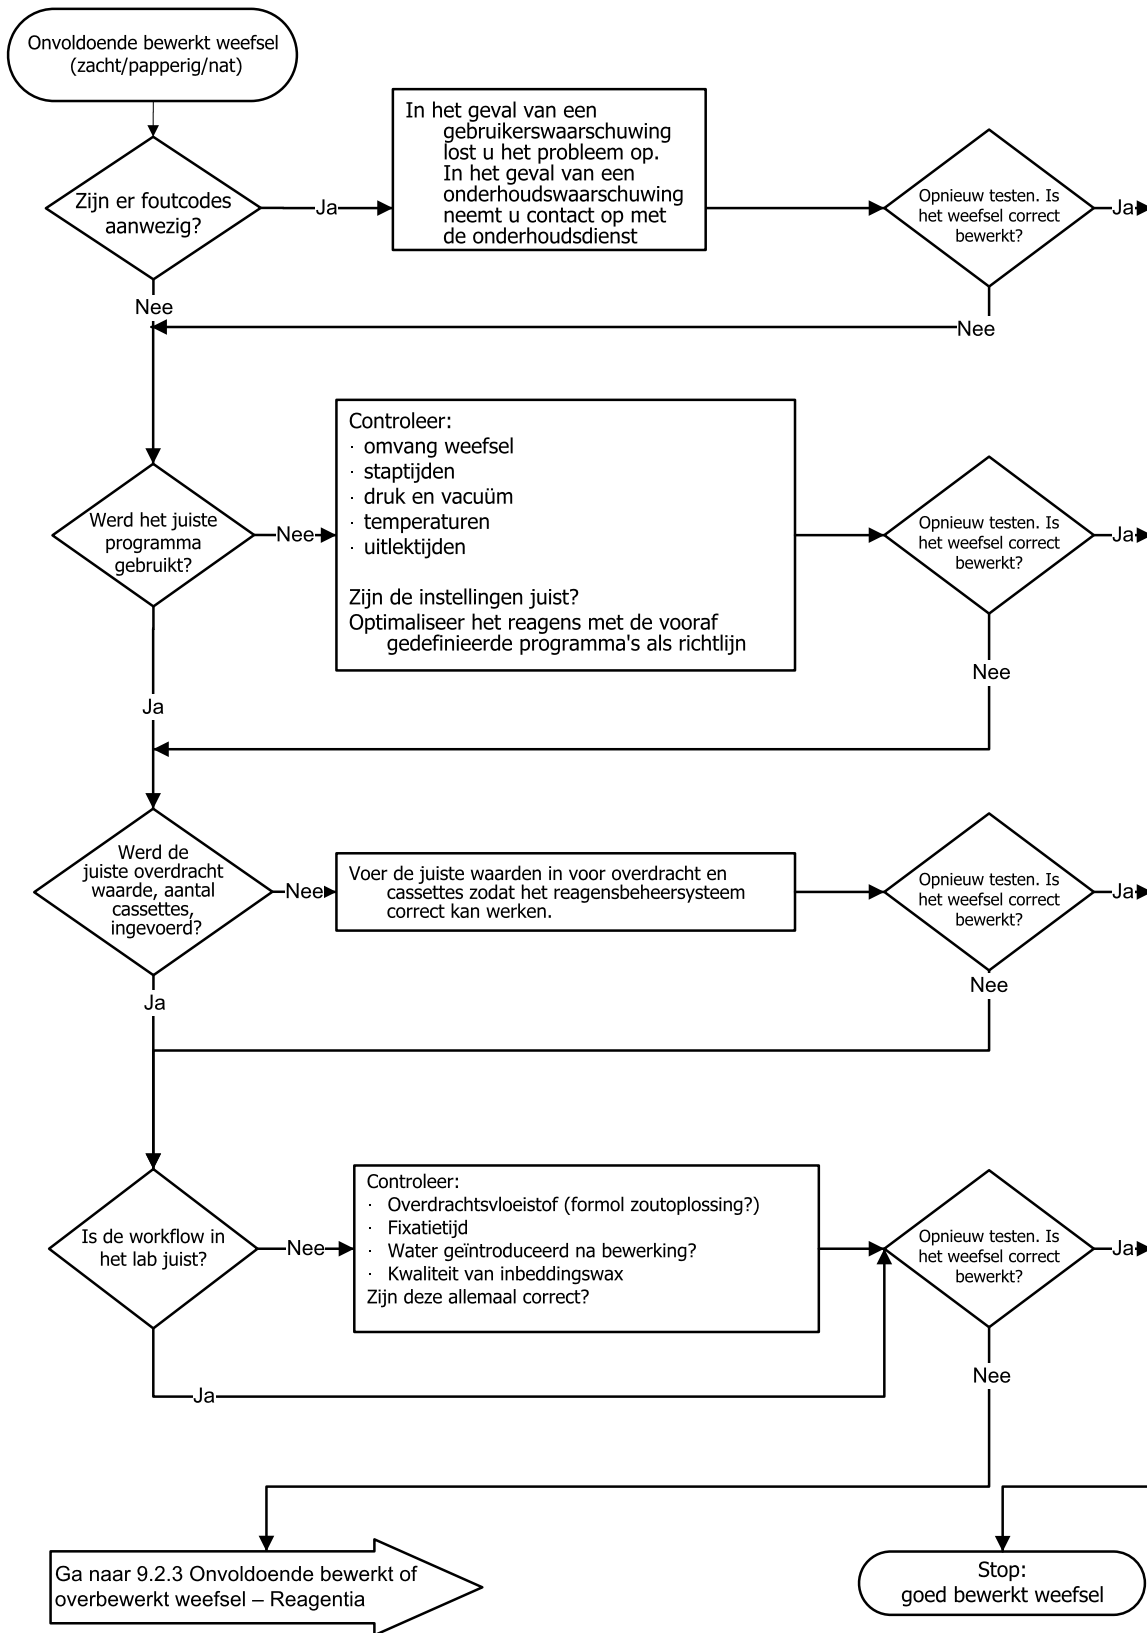 Onvoldoende bewerkt weefsel
(zacht/papperig/nat)
Zijn er foutcodes
aanwezig?
Ja
In het geval van een
gebruikerswaarschuwing
lost u het probleem op.
In het geval van een
onderhoudswaarschuwing
neemt u contact op met
de onderhoudsdienst
Opnieuw testen. Is
het weefsel correct
bewerkt?
Ja
Nee
Nee
Werd het juiste
programma
gebruikt?
Nee
Controleer:
· omvang weefsel
· staptijden
· druk en vacuüm
· temperaturen
· uitlektijden
Zijn de instellingen juist?
Optimaliseer het reagens met de vooraf
gedefinieerde programma's als richtlijn
Opnieuw testen. Is
het weefsel correct
bewerkt?
Ja
Nee
Ja
Werd de
juiste overdracht
waarde, aantal
cassettes,
ingevoerd?
Nee
Voer de juiste waarden in voor overdracht en
cassettes zodat het reagensbeheersysteem
correct kan werken.
Opnieuw testen. Is
het weefsel correct
bewerkt?
Ja
Nee
Ja
Is de workflow in
het lab juist?
Nee
Controleer:
· Overdrachtsvloeistof (formol zoutoplossing?)
· Fixatietijd
· Water geïntroduceerd na bewerking?
· Kwaliteit van inbeddingswax
Zijn deze allemaal correct?
Opnieuw testen. Is
het weefsel correct
bewerkt?
Ja
Nee
Ja
Ga naar 9.2.3 Onvoldoende bewerkt of
overbewerkt weefsel – Reagentia
Stop:
goed bewerkt weefsel